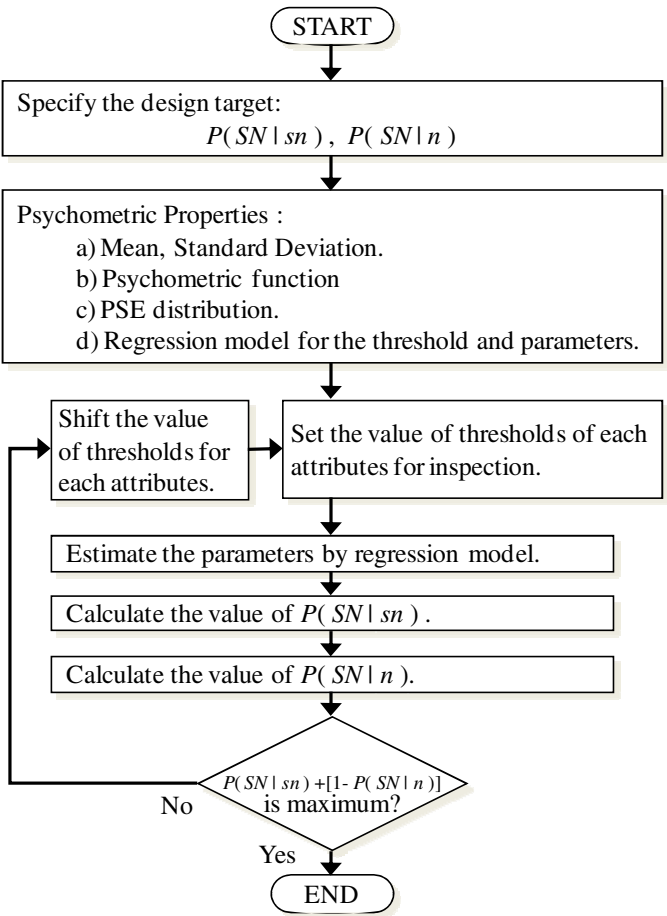 START
Specify the design target:
P( SN | sn ) , P( SN | n )
Psychometric Properties :
a) Mean, Standard Deviation.
b) Psychometric function
c) PSE distribution.
d) Regression model for the threshold and parameters.
Shift the value
of thresholds for
each attributes.
Set the value of thresholds of each
attributes for inspection.
Estimate the parameters by regression model.
Calculate the value of P( SN | sn ) .
Calculate the value of P( SN | n ).
P( SN | sn ) +[1- P( SN | n )]
is maximum?
No
Yes
END